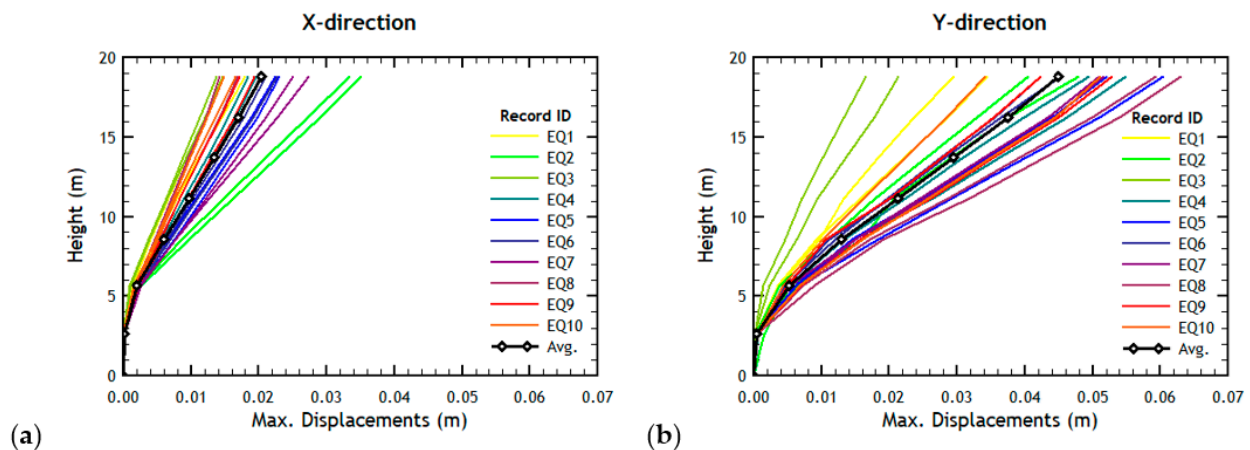 X-direction
20
15
10
5
0
Height (m)
Record ID
EQ1
EQ2
EQ3
EQ4
EQ5
EQ6
EQ7
EQ8
EQ9
EQ10
Avg.
0.00 0.01 0.02 0.03 0.04 0.05 0.06 0.07
Max. Displacements (m)
(a)
Y-direction
20
15
10
5
0
Height (m)
Record ID
EQ1
EQ2
EQ3
EQ4
EQ5
EQ6
EQ7
EQ8
EQ9
EQ10
Avg.
0.00 0.01 0.02 0.03 0.04 0.05 0.06 0.07
Max. Displacements (m)
(b)